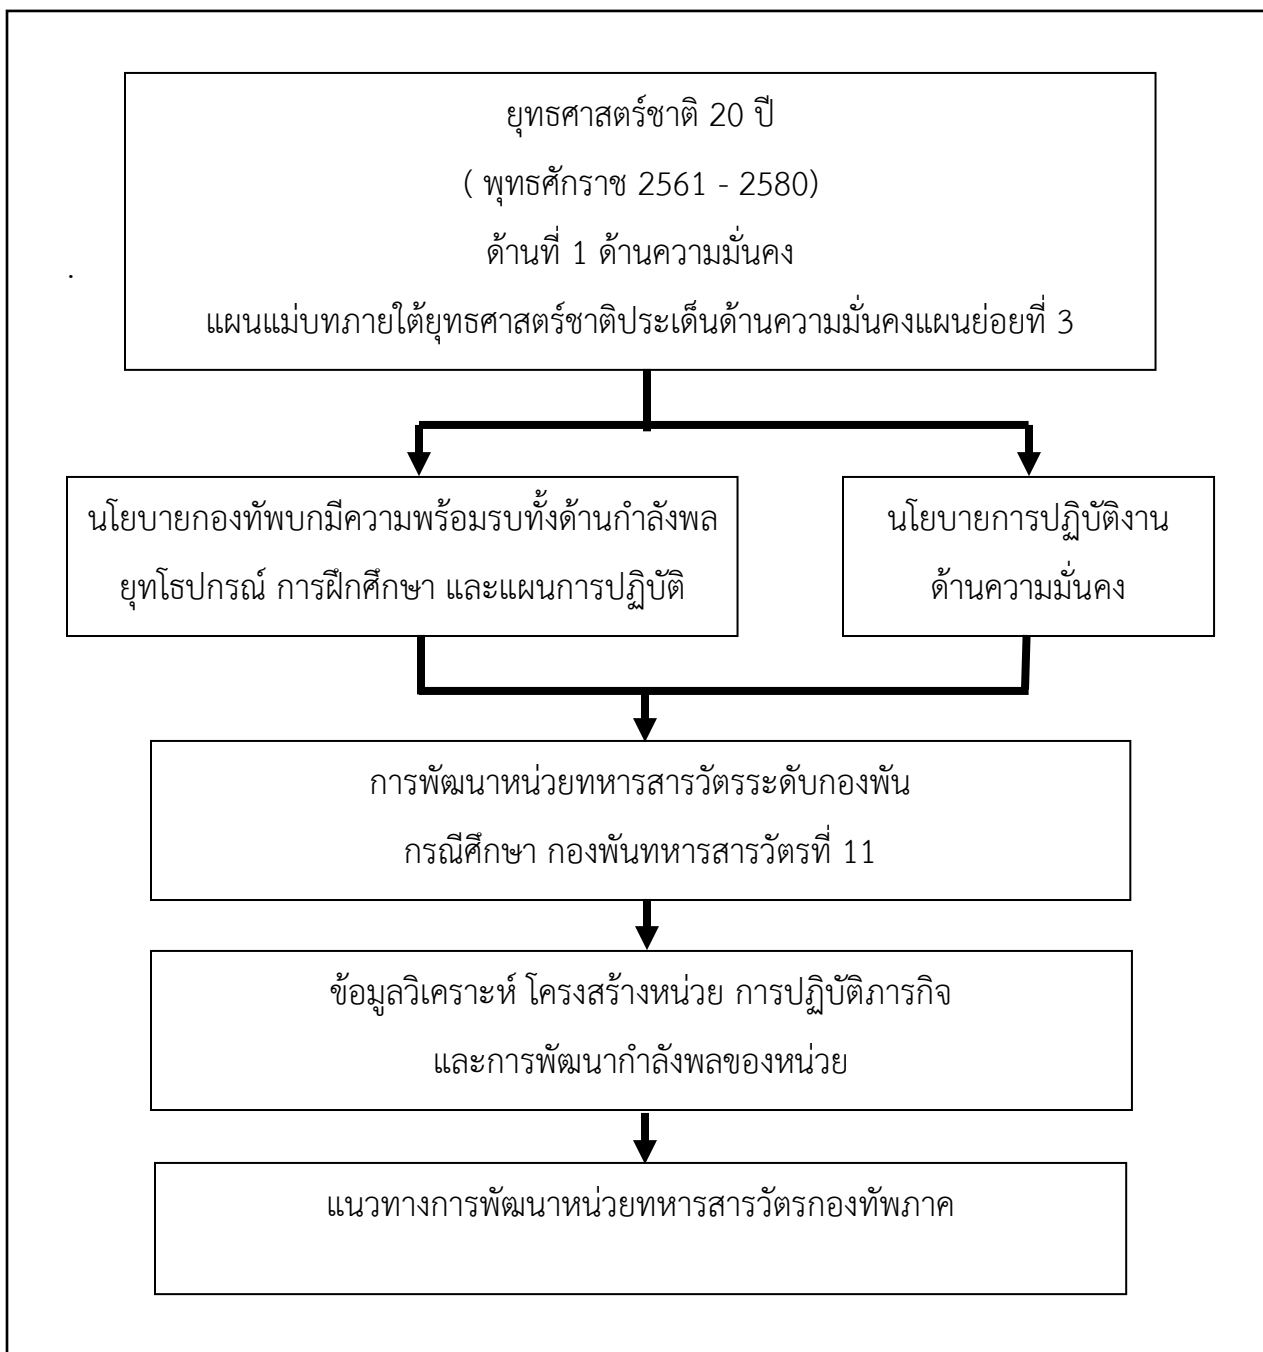 ยุทธศาสตร์ชาติ 20 ปี
( พุทธศักราช 2561 - 2580)
ด้านที่ 1 ด้านความมั่นคง
.
แผนแม่บทภายใต้ยุทธศาสตร์ชาติประเด็นด้านความมั่นคงแผนย่อยที่ 3
นโยบายกองทัพบกมีความพร้อมรบทั้งด้านกำลังพล
ยุทโธปกรณ์ การฝึกศึกษา และแผนการปฏิบัติ
นโยบายการปฏิบัติงาน
ด้านความมั่นคง
การพัฒนาหน่วยทหารสารวัตรระดับกองพัน
กรณีศึกษา กองพันทหารสารวัตรที่ 11
ข้อมูลวิเคราะห์ โครงสร้างหน่วย การปฏิบัติภารกิจ
และการพัฒนากำลังพลของหน่วย
แนวทางการพัฒนาหน่วยทหารสารวัตรกองทัพภาค